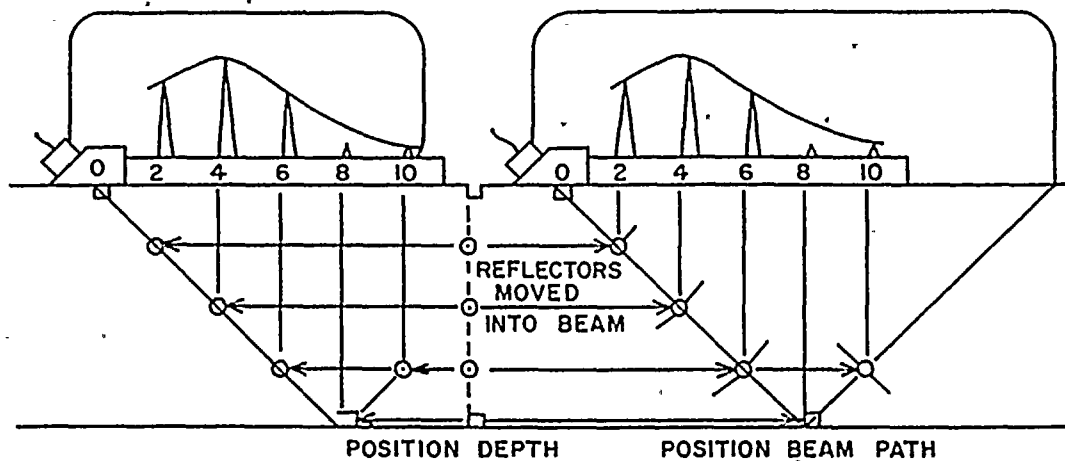 0 2 4 6 8 10
0 2 4 6 8 10
REFLECTORS
MOVED
INTO BEAM
POSITION DEPTH
POSITION BEAM PATH